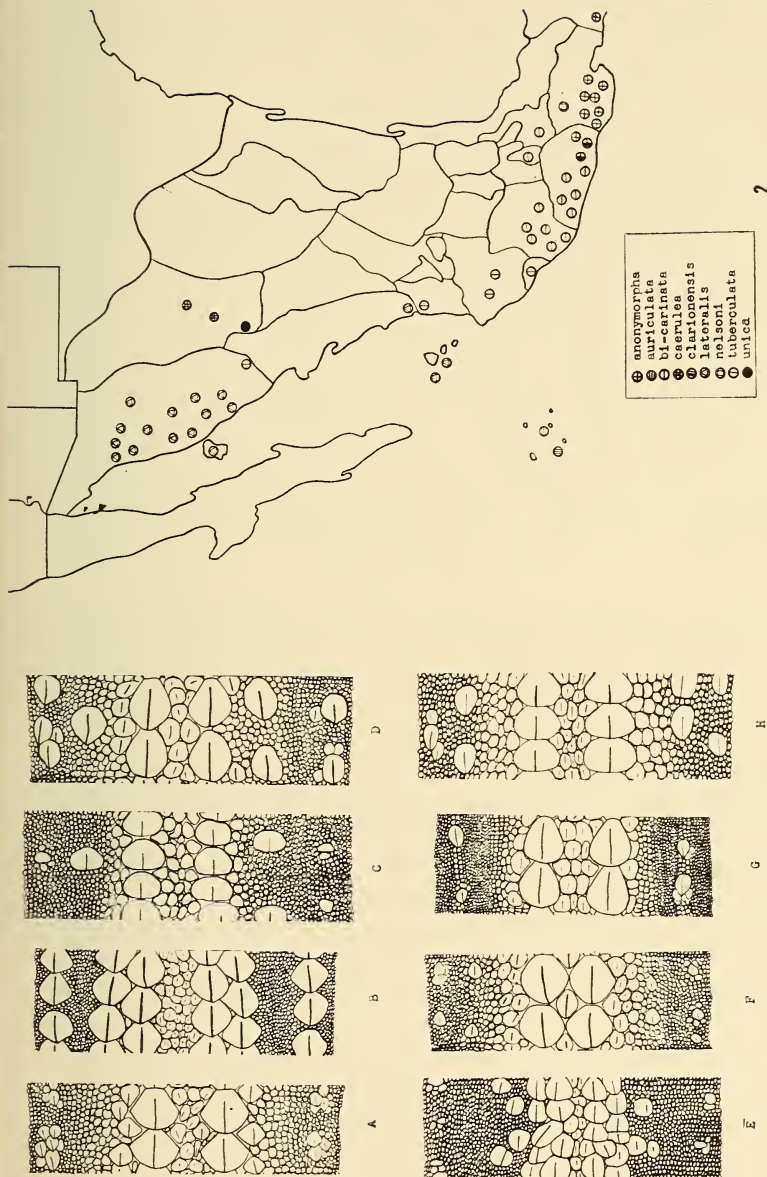 anonymorpha
auriculata
bi-carinata
caerulea
clarionensis
lateralis
nelsoni
tuberculata
unica
2
A
B
C
D
E
F
G
H